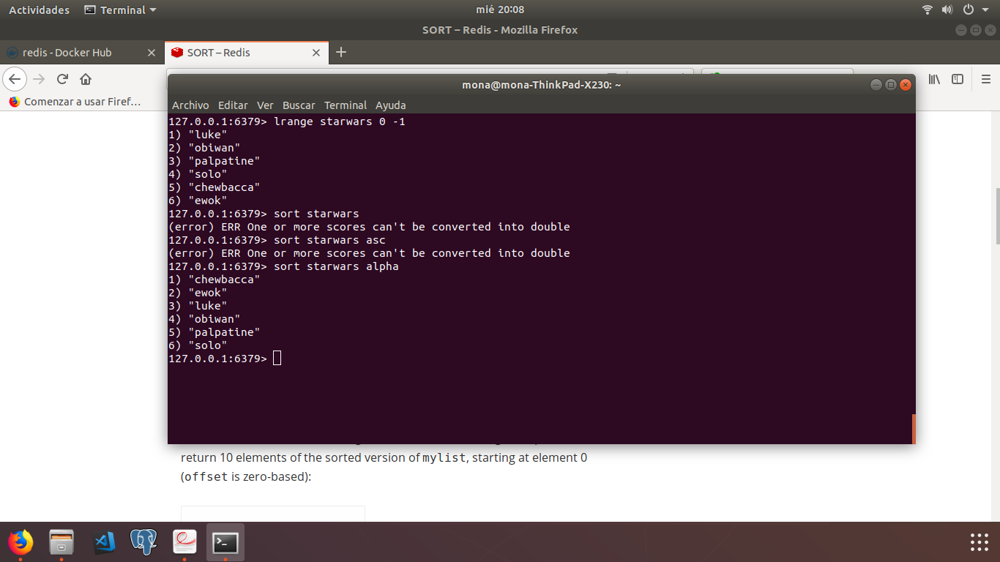 Actividades Terminal mié 20:08
SORT – Redis - Mozilla Firefox
redis - Docker Hub SORT – Redis
Comenzar a usar Firef…
mona@mona-ThinkPad-X230: ~
Archivo Editar Ver Buscar Terminal Ayuda
127.0.0.1:6379> lrange starwars 0 -1
1) "luke"
2) "obiwan"
3) "palpatine"
4) "solo"
5) "chewbacca"
6) "ewok"
127.0.0.1:6379> sort starwars
(error) ERR One or more scores can't be converted into double
127.0.0.1:6379> sort starwars asc
(error) ERR One or more scores can't be converted into double
127.0.0.1:6379> sort starwars alpha
1) "chewbacca"
2) "ewok"
3) "luke"
4) "obiwan"
5) "palpatine"
6) "solo"
127.0.0.1:6379>
return 10 elements of the sorted version of mylist, starting at element 0
(offset is zero-based):